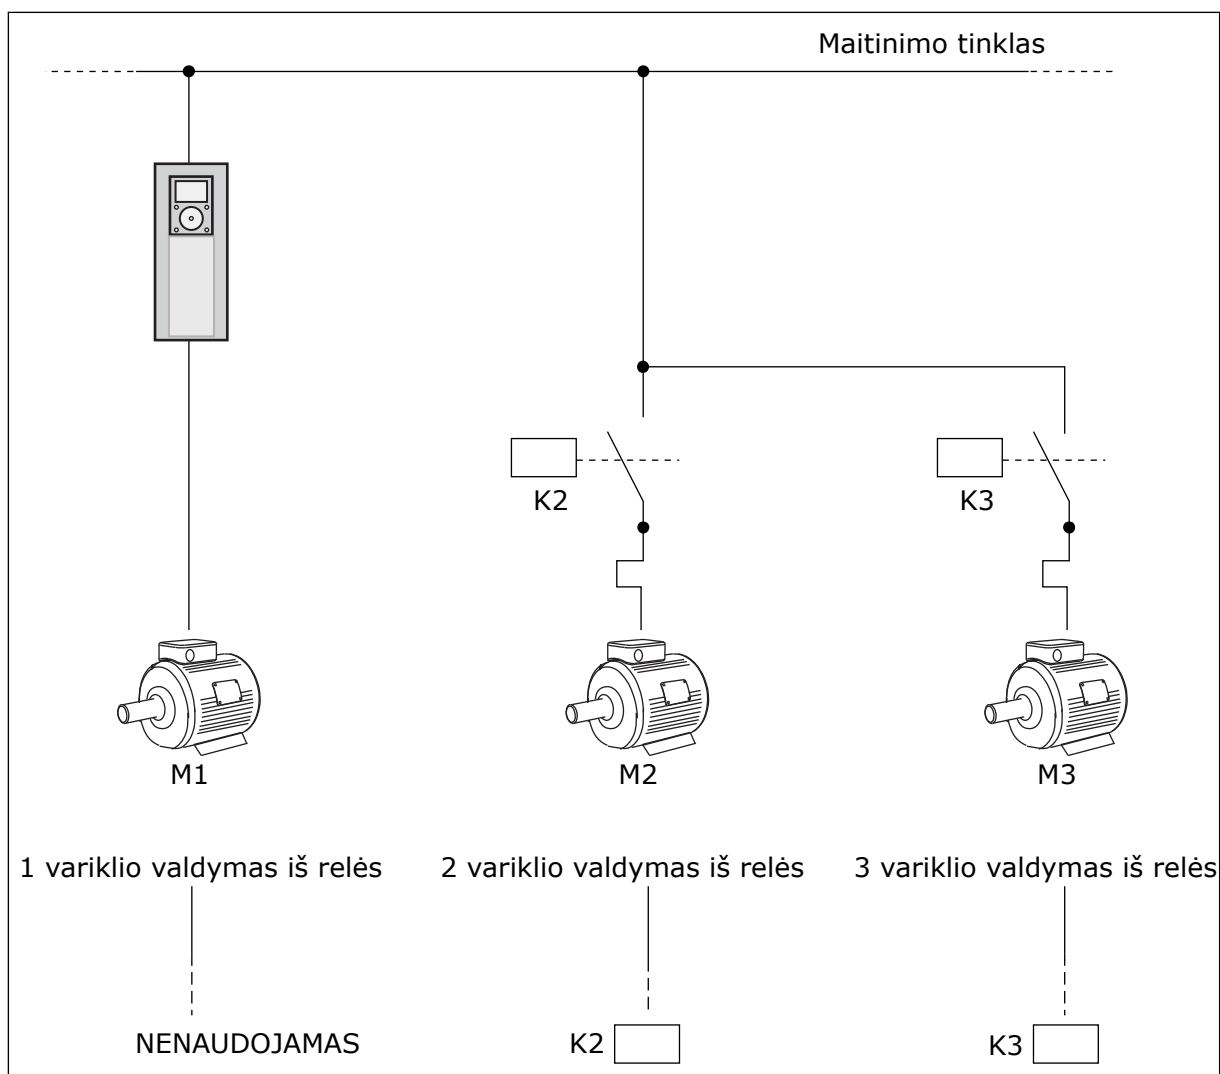 Maitinimo tinklas
K2
K3
M1
M2
M3
1 variklio valdymas iš relės
2 variklio valdymas iš relės
3 variklio valdymas iš relės
NENAUDOJAMAS
K2
K3